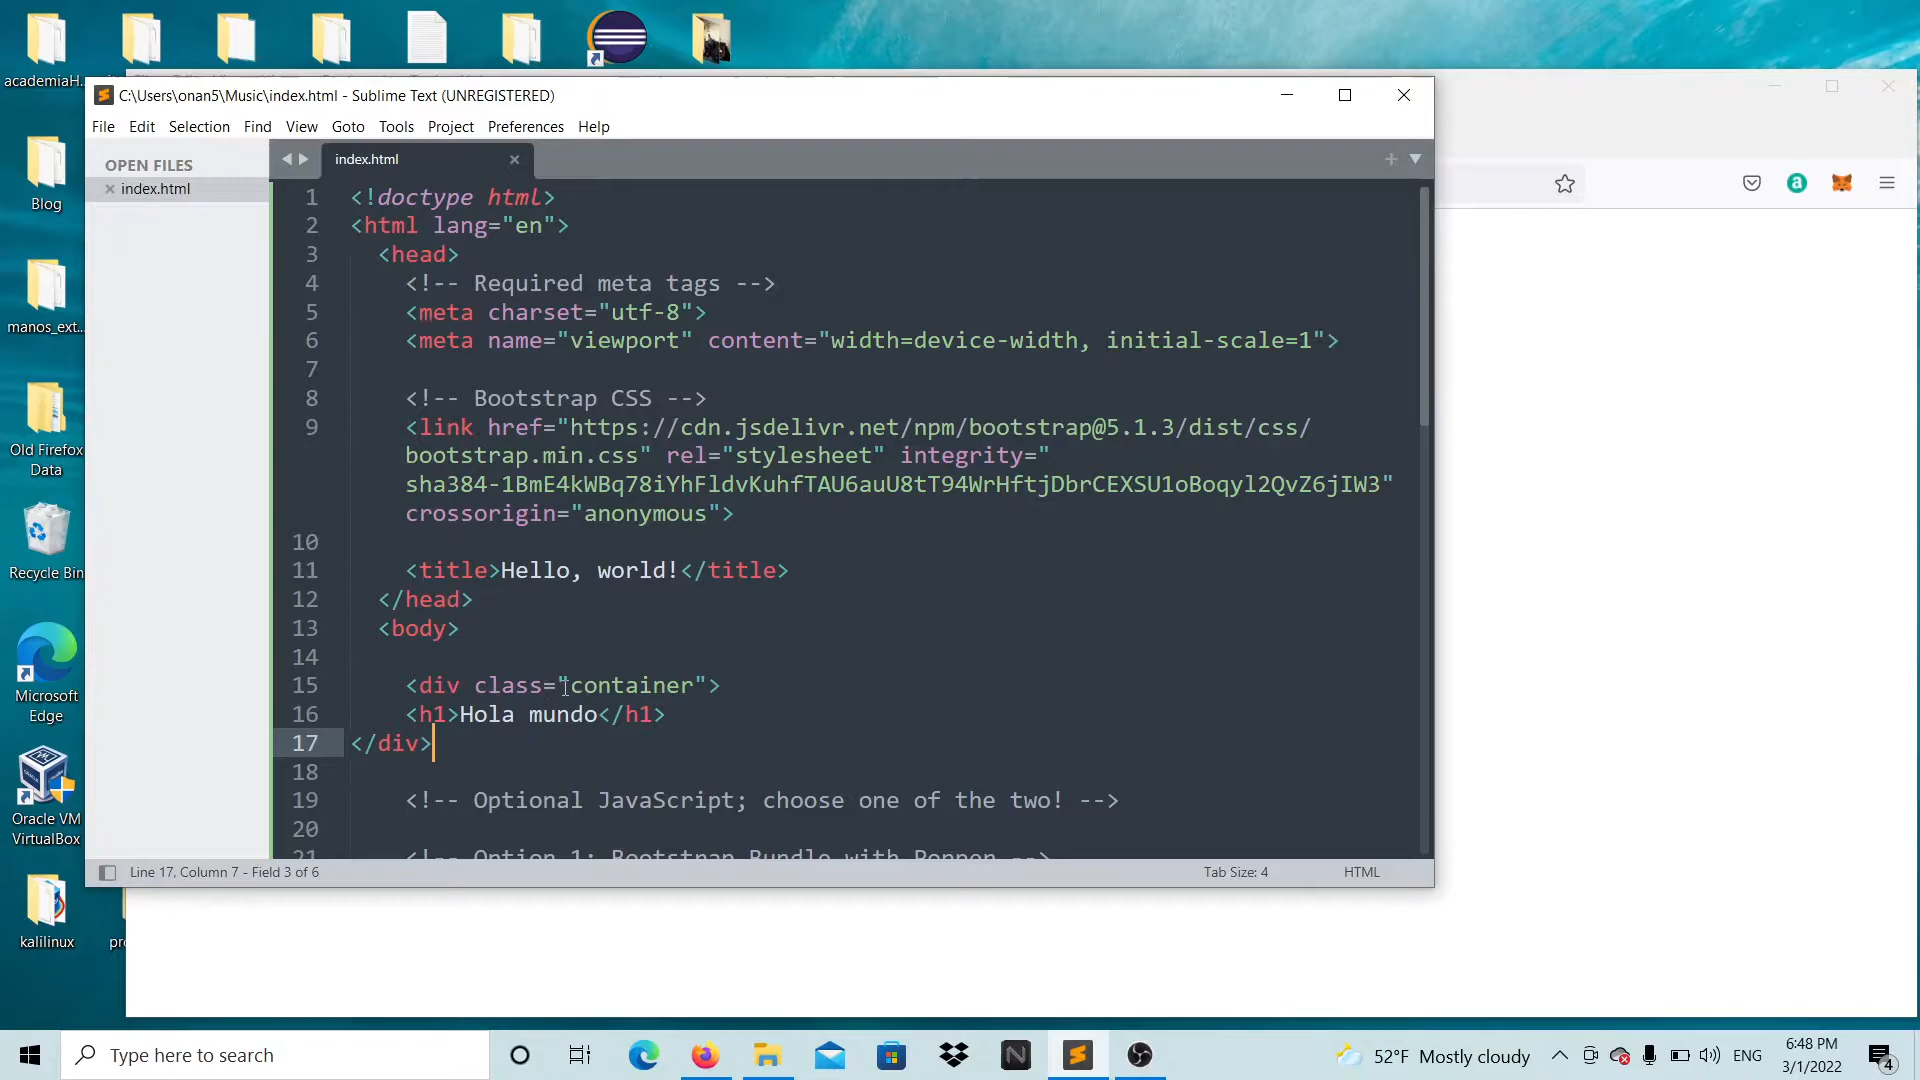 academiaH...
Blog
manos_ext...
Old Firefox
Data
Recycle Bin
Microsoft
Edge
Oracle VM
VirtualBox
kalilinux
C:\Users\onan5\Music\index.html - Sublime Text (UNREGISTERED)
File Edit Selection Find View Goto Tools Project Preferences Help
OPEN FILES
index.html
index.html
1 <!doctype html>
2 <html lang="en">
3 <head>
4 <!-- Required meta tags -->
5 <meta charset="utf-8">
6 <meta name="viewport" content="width=device-width, initial-scale=1">
7
8 <!-- Bootstrap CSS -->
9 <link href="https://cdn.jsdelivr.net/npm/bootstrap@5.1.3/dist/css/
bootstrap.min.css" rel="stylesheet" integrity="
sha384-1BmE4kWBq78iYhFldvKuhfTAU6auU8tT94WrHftjDbrCEXSU1oBoqyl2QvZ6jIW3"
crossorigin="anonymous">
10
11 <title>Hello, world!</title>
12 </head>
13 <body>
14
15 <div class="container">
16 <h1>Hola mundo</h1>
17 </div>
18
19 <!-- Optional JavaScript; choose one of the two! -->
20
21 <!-- Option 1: Bootstrap Bundle with Popper -->
Line 17, Column 7 - Field 3 of 6
Tab Size: 4
HTML
Type here to search
52°F Mostly cloudy
ENG
6:48 PM
3/1/2022
4